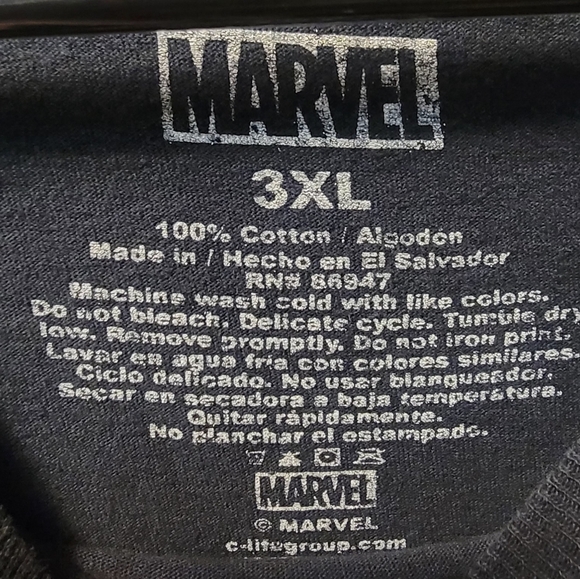 MARVEL
3XL
100% Cotton / Algodon
Made in / Hecho en El Salvador
RN# 86947
Machine wash cold with like colors.
Do not bleach. Delicate cycle. Tumble dry
low. Remove promptly. Do not iron print.
Lavar en agua fria con colores similares.
Ciclo delicado. No usar blanqueador.
Secar en secadora a baja temperatura.
Quitar rápidamente.
No planchar el estampado.
MARVEL
© MARVEL
c-lifegroup.com